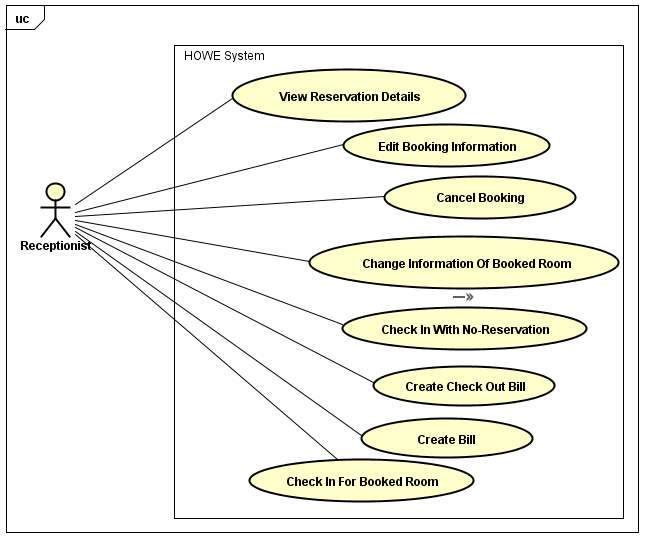 uc
HOWE System
View Reservation Details
Edit Booking Information
Cancel Booking
Receptionist
Change Information Of Booked Room
Check In With No-Reservation
Create Check Out Bill
Create Bill
Check In For Booked Room